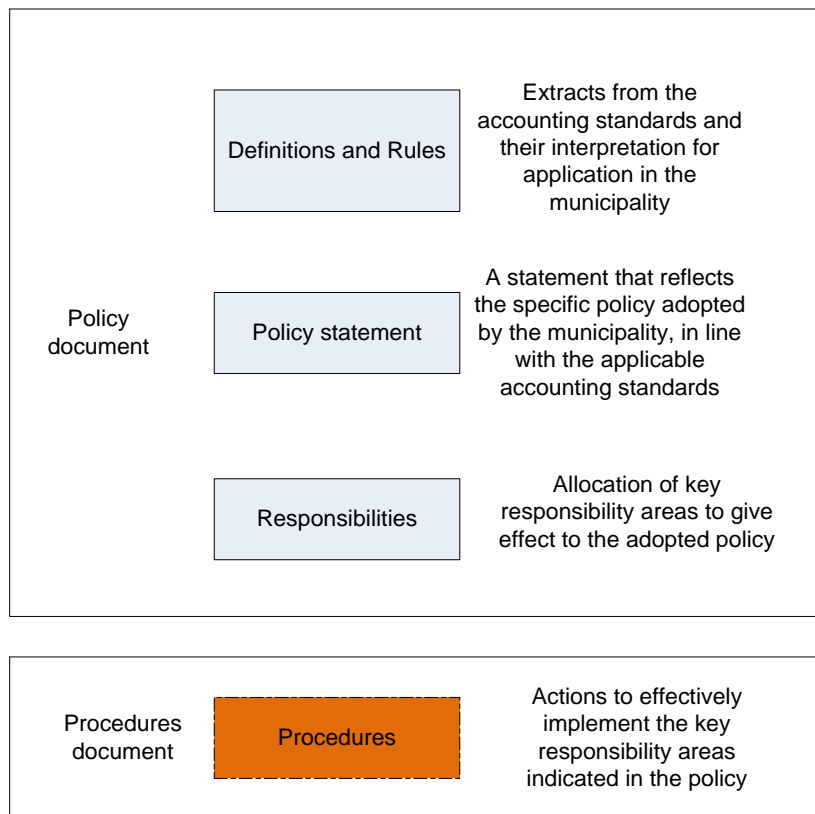 Definitions and Rules
Extracts from the
accounting standards and
their interpretation for
application in the
municipality
Policy
document
Policy statement
A statement that reflects
the specific policy adopted
by the municipality, in line
with the applicable
accounting standards
Responsibilities
Allocation of key
responsibility areas to give
effect to the adopted policy
Procedures
document
Procedures
Actions to effectively
implement the key
responsibility areas
indicated in the policy